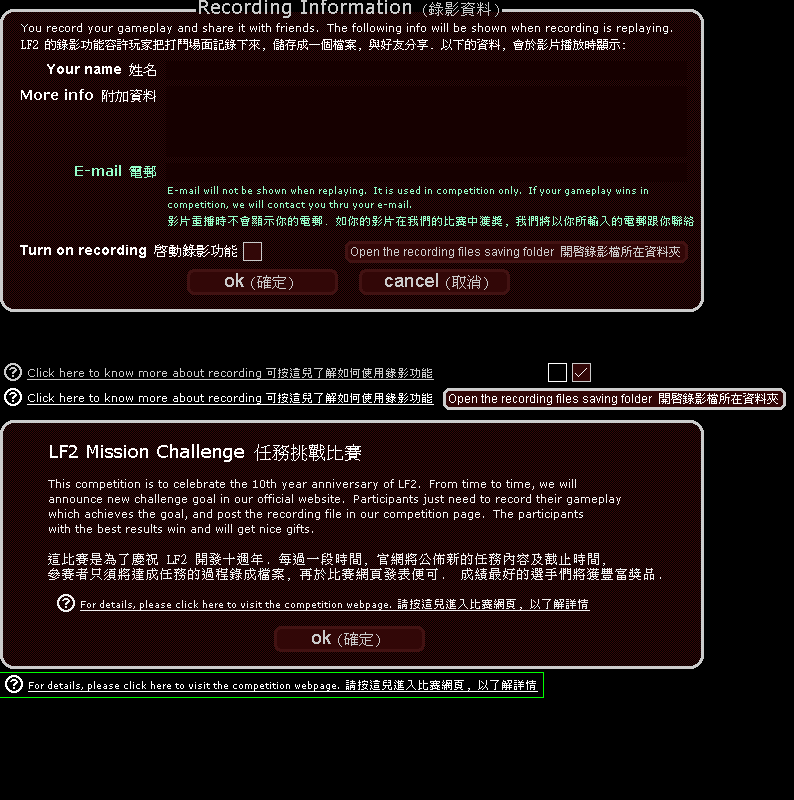 Recording Information (錄影資料)
You record your gameplay and share it with friends. The following info will be shown when recording is replaying.
LF2 的錄影功能容許玩家把打鬥場面記錄下來, 儲存成一個檔案, 與好友分享. 以下的資料, 會於影片播放時顯示:
Your name 姓名
More info 附加資料
E-mail 電郵
E-mail will not be shown when replaying. It is used in competition only. If your gameplay wins in
competition, we will contact you thru your e-mail.
影片重播時不會顯示你的電郵. 如你的影片在我們的比賽中獲獎, 我們將以你所輸入的電郵跟你聯絡
Turn on recording 啓動錄影功能
Open the recording files saving folder 開啓錄影檔所在資料夾
ok (確定)
cancel (取消)
Click here to know more about recording 可按這兒了解如何使用錄影功能
Click here to know more about recording 可按這兒了解如何使用錄影功能
Open the recording files saving folder 開啓錄影檔所在資料夾
LF2 Mission Challenge 任務挑戰比賽
This competition is to celebrate the 10th year anniversary of LF2. From time to time, we will
announce new challenge goal in our official website. Participants just need to record their gameplay
which achieves the goal, and post the recording file in our competition page. The participants
with the best results win and will get nice gifts.
這比賽是為了慶祝 LF2 開發十週年. 每過一段時間, 官網將公佈新的任務內容及截止時間,
參賽者只須將達成任務的過程錄成檔案, 再於比賽網頁發表便可. 成績最好的選手們將獲豐富獎品.
For details, please click here to visit the competition webpage. 請按這兒進入比賽網頁, 以了解詳情
ok (確定)
For details, please click here to visit the competition webpage. 請按這兒進入比賽網頁, 以了解詳情